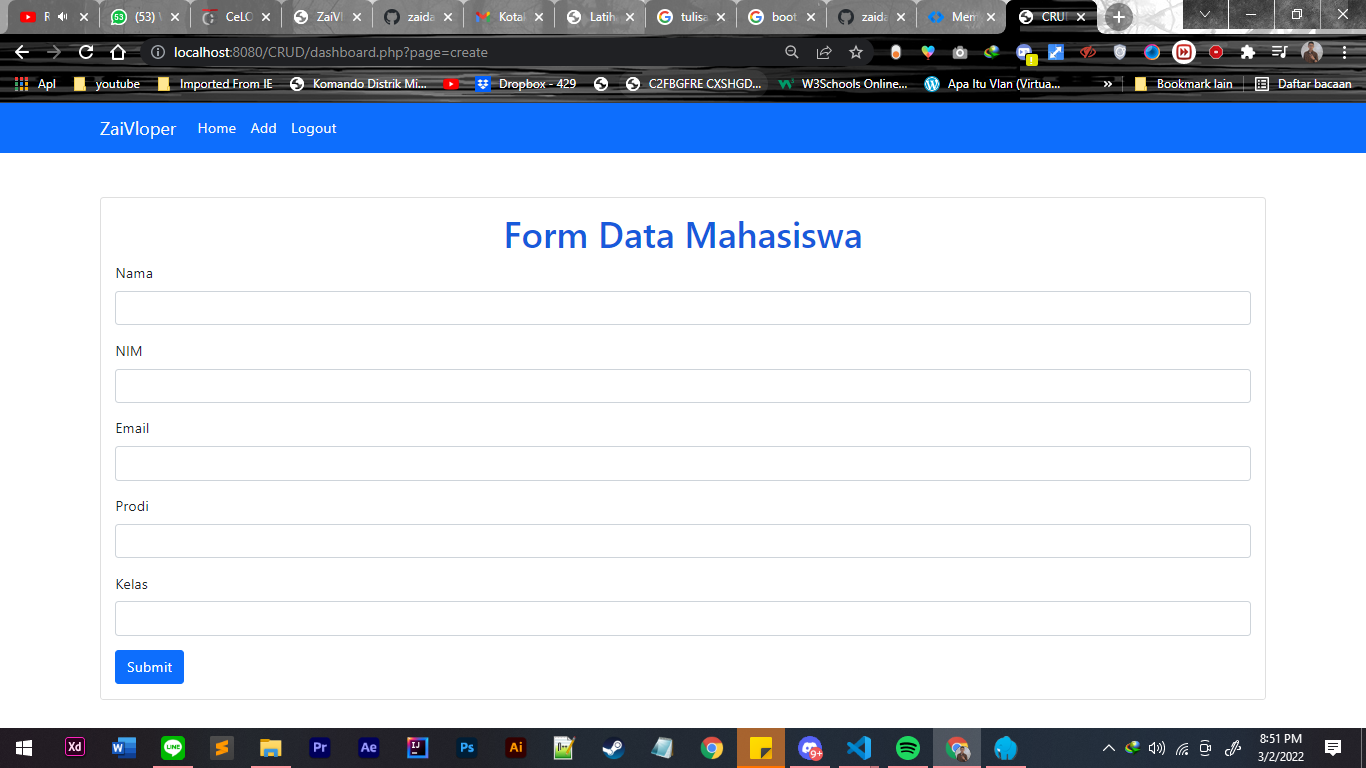 R
(53) V
CeLO
ZaiVl
zaida
Kotak
Latih
tulisa
boot
zaida
Mem
CRU
localhost:8080/CRUD/dashboard.php?page=create
Apl
youtube
Imported From IE
Komando Distrik Mi...
Dropbox - 429
C2FBGFRE CXSHGD...
W3Schools Online...
Apa Itu Vlan (Virtua...
»
Bookmark lain
Daftar bacaan
ZaiVloper Home Add Logout
Form Data Mahasiswa
Nama
NIM
Email
Prodi
Kelas
Submit
8:51 PM
3/2/2022